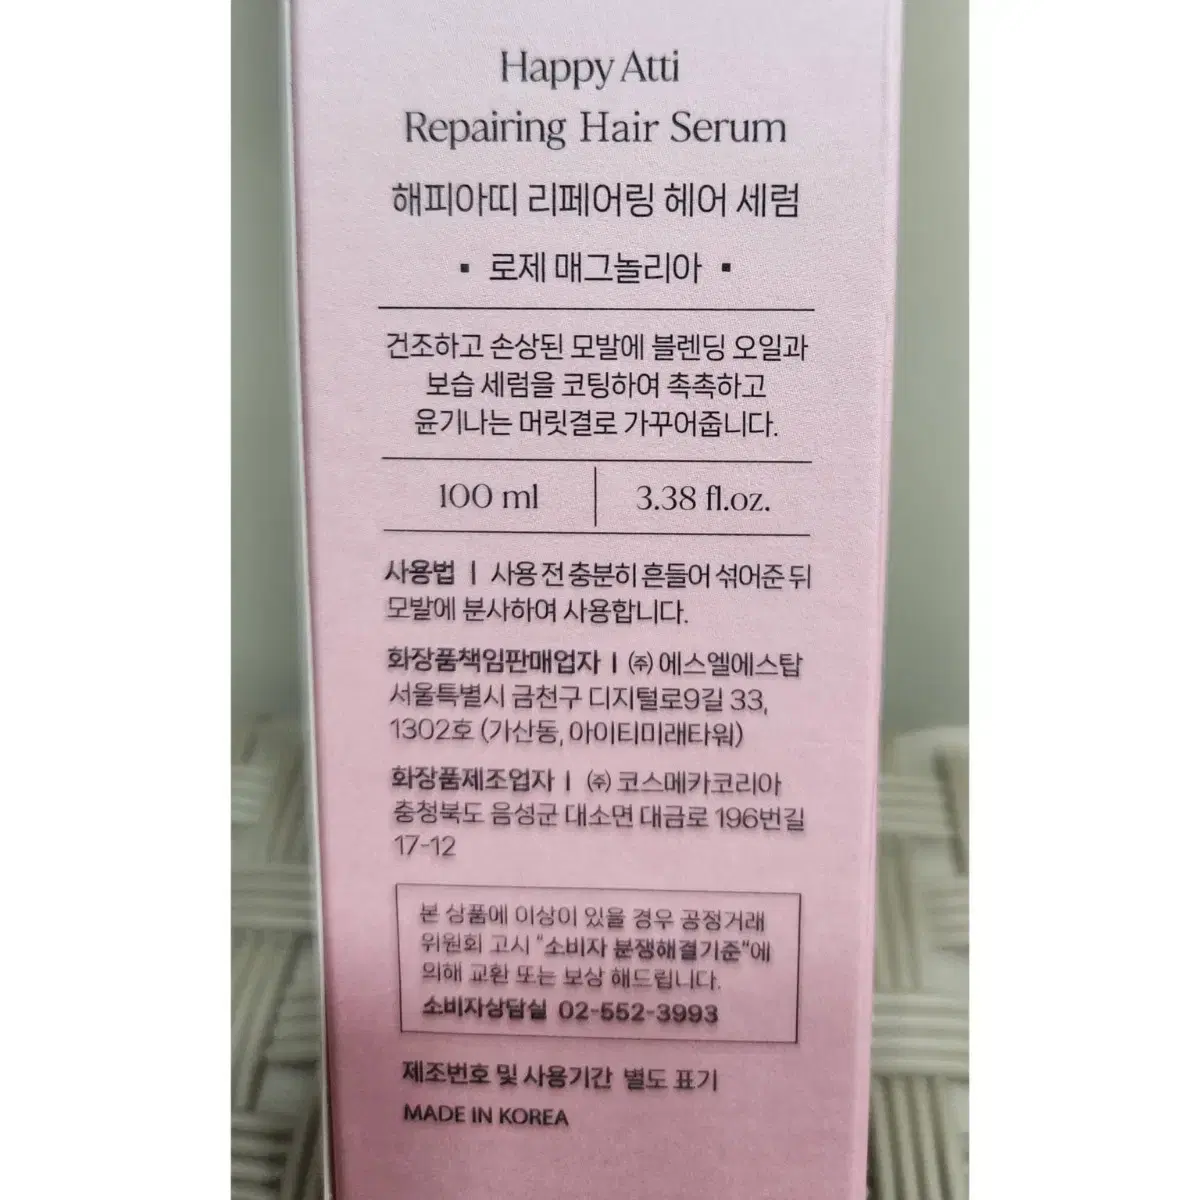 Happy Atti
Repairing Hair Serum
해피아띠 리페어링 헤어 세럼
▪ 로제 매그놀리아 ▪
건조하고 손상된 모발에 블렌딩 오일과
보습 세럼을 코팅하여 촉촉하고
윤기나는 머릿결로 가꾸어줍니다.
100 ml | 3.38 fl.oz.
사용법 | 사용 전 충분히 흔들어 섞어준 뒤
모발에 분사하여 사용합니다.
화장품책임판매업자 | ㈜ 에스엘에스탑
서울특별시 금천구 디지털로9길 33,
1302호 (가산동, 아이티미래타워)
화장품제조업자 | ㈜ 코스메카코리아
충청북도 음성군 대소면 대금로 196번길
17-12
본 상품에 이상이 있을 경우 공정거래
위원회 고시 "소비자 분쟁해결기준"에
의해 교환 또는 보상 해드립니다.
소비자상담실 02-552-3993
제조번호 및 사용기간 별도 표기
MADE IN KOREA